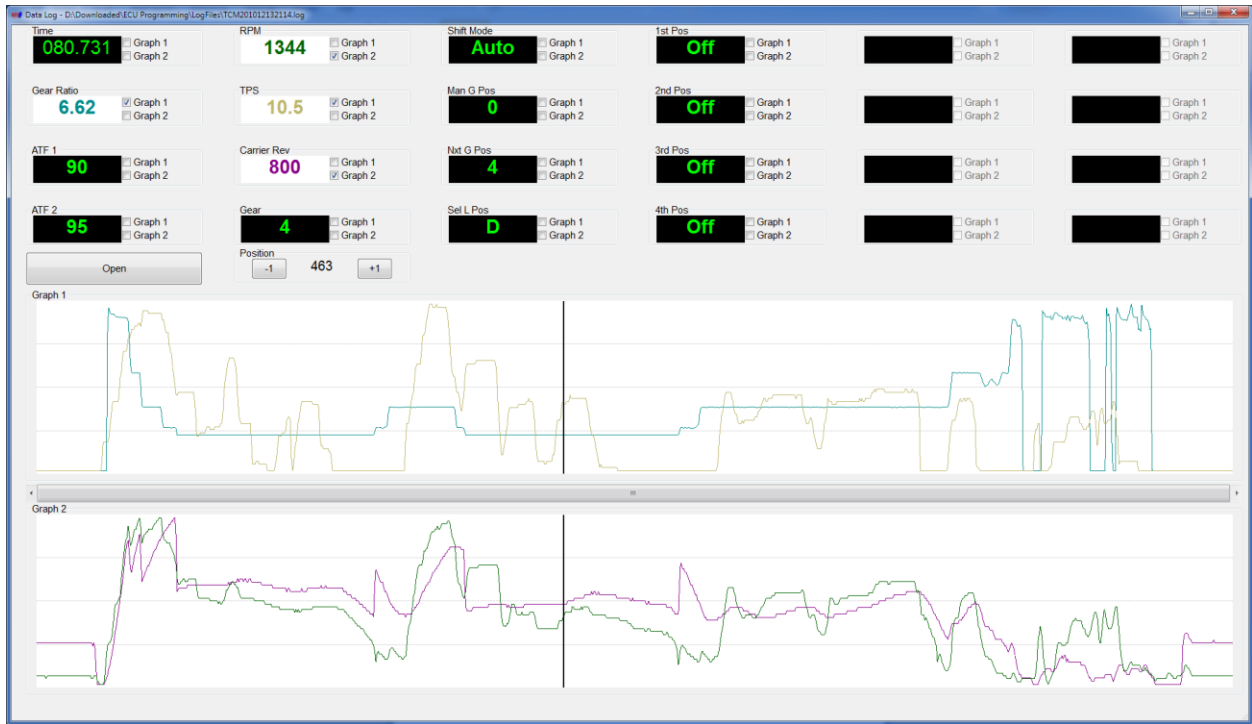 Data Log - D:\Downloaded\ECU Programming\LogFiles\TCM201012132114.log
Time RPM Shift Mode 1st Pos
080.731 Graph 1 1344 Graph 1 Auto Graph 1 Off Graph 1 Graph 1 Graph 1
Graph 2 Graph 2 Graph 2 Graph 2 Graph 2 Graph 2
Gear Ratio TPS Man G Pos 2nd Pos
6.62 Graph 1 10.5 Graph 1 0 Graph 1 Off Graph 1 Graph 1 Graph 1
Graph 2 Graph 2 Graph 2 Graph 2 Graph 2 Graph 2
ATF 1 Carrier Rev Nxt G Pos 3rd Pos
90 Graph 1 800 Graph 1 4 Graph 1 Off Graph 1 Graph 1 Graph 1
Graph 2 Graph 2 Graph 2 Graph 2 Graph 2 Graph 2
ATF 2 Gear Sel L Pos 4th Pos
95 Graph 1 4 Graph 1 D Graph 1 Off Graph 1 Graph 1 Graph 1
Graph 2 Graph 2 Graph 2 Graph 2 Graph 2 Graph 2
Position
Open -1 463 +1
Graph 1
Graph 2